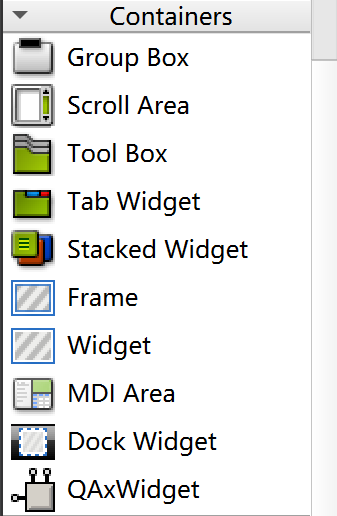 Containers
Group Box
Scroll Area
Tool Box
Tab Widget
Stacked Widget
Frame
Widget
MDI Area
Dock Widget
QAxWidget